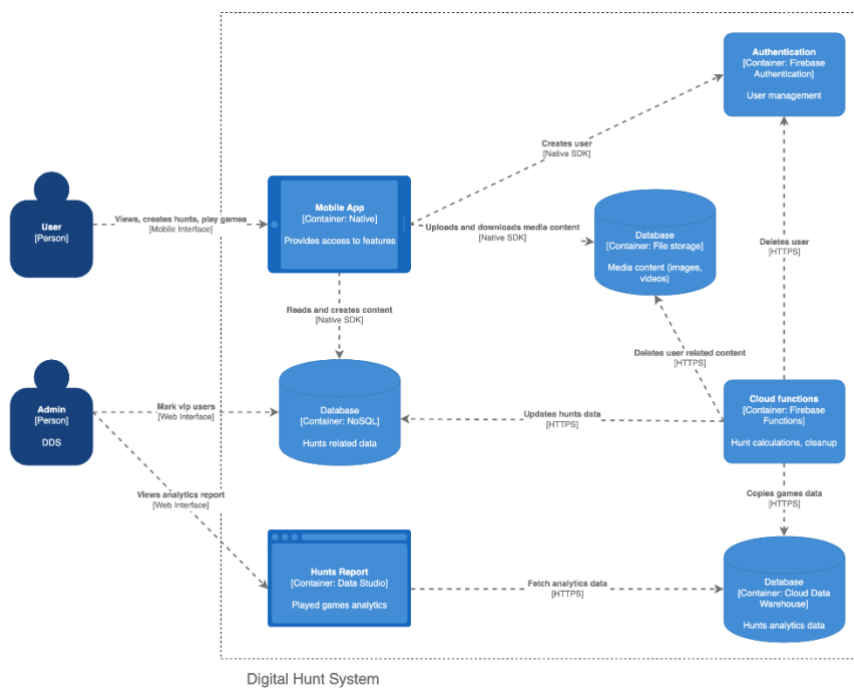 Authentication
[Container: Firebase
Authentication]
User management
Creates user
[Native SDK]
User
[Person]
Views, creates hunts, play games
[Mobile Interface]
Mobile App
[Container: Native]
Provides access to features
Uploads and downloads media content
[Native SDK]
Database
[Container: File storage]
Media content (images,
videos)
Deletes user
[HTTPS]
Reads and creates content
[Native SDK]
Deletes user related content
[HTTPS]
Admin
[Person]
DDS
Mark vip users
[Web Interface]
Database
[Container: NoSQL]
Hunts related data
Updates hunts data
[HTTPS]
Cloud functions
[Container: Firebase
Functions]
Hunt calculations, cleanup
Views analytics report
[Web Interface]
Copies games data
[HTTPS]
Hunts Report
[Container: Data Studio]
Played games analytics
Fetch analytics data
[HTTPS]
Database
[Container: Cloud Data
Warehouse]
Hunts analytics data
Digital Hunt System